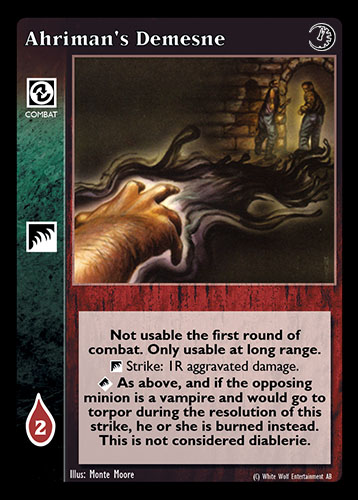 Ahriman's Demesne
COMBAT
Not usable the first round of
combat. Only usable at long range.
Strike: 1R aggravated damage.
As above, and if the opposing
minion is a vampire and would go to
torpor during the resolution of this
strike, he or she is burned instead.
This is not considered diablerie.
2
Illus: Monte Moore
(C) White Wolf Entertainment AB